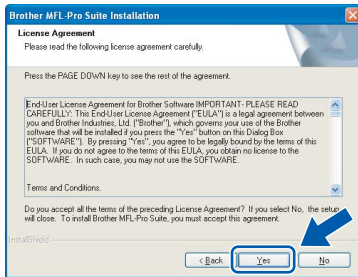 Brother MFL-Pro Suite Installation
License Agreement
Please read the following license agreement carefully.
Press the PAGE DOWN key to see the rest of the agreement.
End-User License Agreement for Brother Software IMPORTANT- PLEASE READ
CAREFULLY: This End-User License Agreement ("EULA") is a legal agreement between
you and Brother Industries, Ltd. ("Brother"), which governs your use of the Brother
software that will be installed if you press the "Yes" button on this Dialog Box
("SOFTWARE"). By pressing "Yes", you agree to be legally bound by the terms of this
EULA. If you do not agree to the terms of this EULA, you obtain no license to the
SOFTWARE. In such case, you may not use the SOFTWARE.
Terms and Conditions.
Do you accept all the terms of the preceding License Agreement? If you select No, the setup
will close. To install Brother MFL-Pro Suite, you must accept this agreement.
InstallShield
< Back
Yes
No